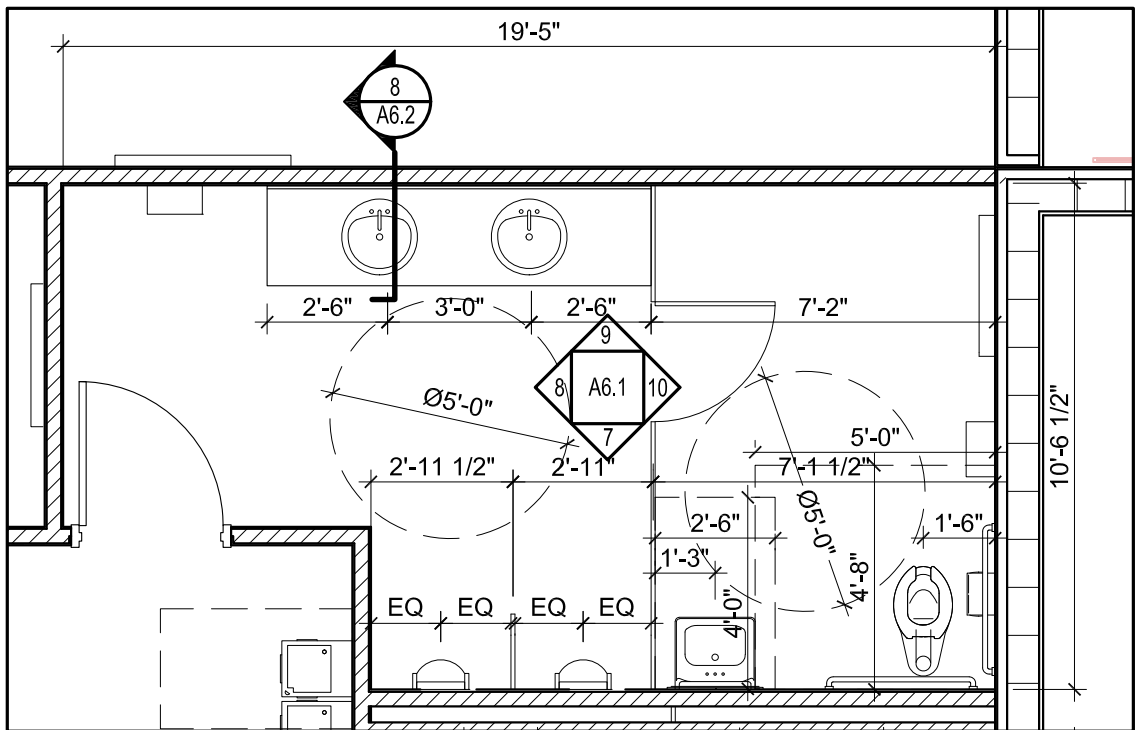 19'-5"
8
A6.2
2'-6" 3'-0" 2'-6" 7'-2"
9
8 A6.1 10
7
Ø5'-0"
10'-6 1/2"
5'-0"
2'-11 1/2" 2'-11" 7'-1 1/2"
Ø5'-0"
2'-6" 1'-6"
1'-3"
4'-8"
4'-0"
EQ EQ EQ EQ